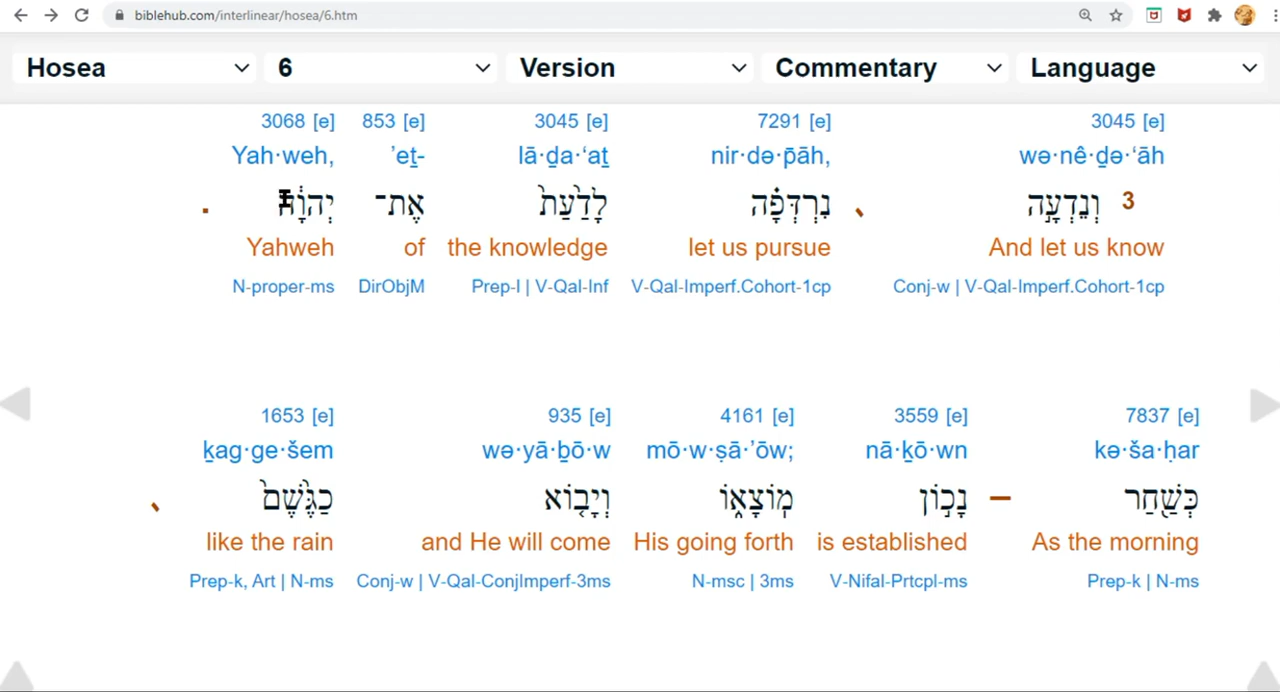 biblehub.com/interlinear/hosea/6.htm
Hosea 6 Version Commentary Language
3068 [e] 853 [e] 3045 [e] 7291 [e] 3045 [e]
Yah·weh, ’eṯ- lā·ḏa·‘aṯ nir·də·p̄āh, wə·nê·ḏə·‘āh
3 וְנֵדְעָ֣ה ، נִרְדְּפָ֗ה לָדַ֙עַת֙ אֶת־ יְהוָ֔ה .
Yahweh of the knowledge let us pursue And let us know
N-proper-ms DirObjM Prep-l | V-Qal-Inf V-Qal-Imperf.Cohort-1cp Conj-w | V-Qal-Imperf.Cohort-1cp
1653 [e] 935 [e] 4161 [e] 3559 [e] 7837 [e]
ḵag·ge·šem wə·yā·ḇō·w mō·w·ṣā·’ōw; nā·ḵō·wn kə·ša·ḥar
כְּשַׁ֖חַר – נָכ֣וֹן מֽוֹצָא֑וֹ וְיָב֤וֹא כַגֶּ֙שֶׁם֙ ،
like the rain and He will come His going forth is established As the morning
Prep-k, Art | N-ms Conj-w | V-Qal-ConjImperf-3ms N-msc | 3ms V-Nifal-Prtcpl-ms Prep-k | N-ms